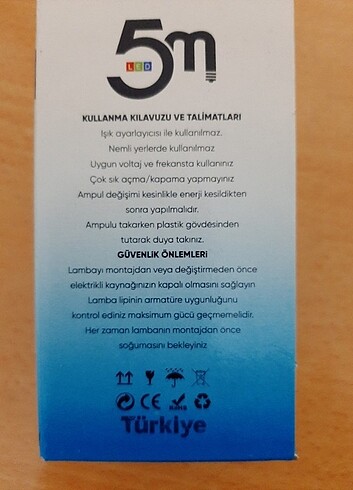 5m
LED
KULLANMA KILAVUZU VE TALİMATLARI
Işık ayarlayıcısı ile kullanılmaz.
Nemli yerlerde kullanılmaz
Uygun voltaj ve frekansta kullanınız
Çok sık açma/kapama yapmayınız
Ampul değişimi kesinlikle enerji kesildikten
sonra yapılmalıdır.
Ampulu takarken plastik gövdesinden
tutarak duya takınız.
GÜVENLİK ÖNLEMLERİ
Lambayı montajdan veya değiştirmeden önce
elektrikli kaynağınızın kapalı olmasını sağlayın
Lamba lipinin armatüre uygunluğunu
kontrol ediniz maksimum gücü geçmemelidir.
Her zaman lambanın montajdan önce
soğumasını bekleyiniz
CE RoHS
Türkiye